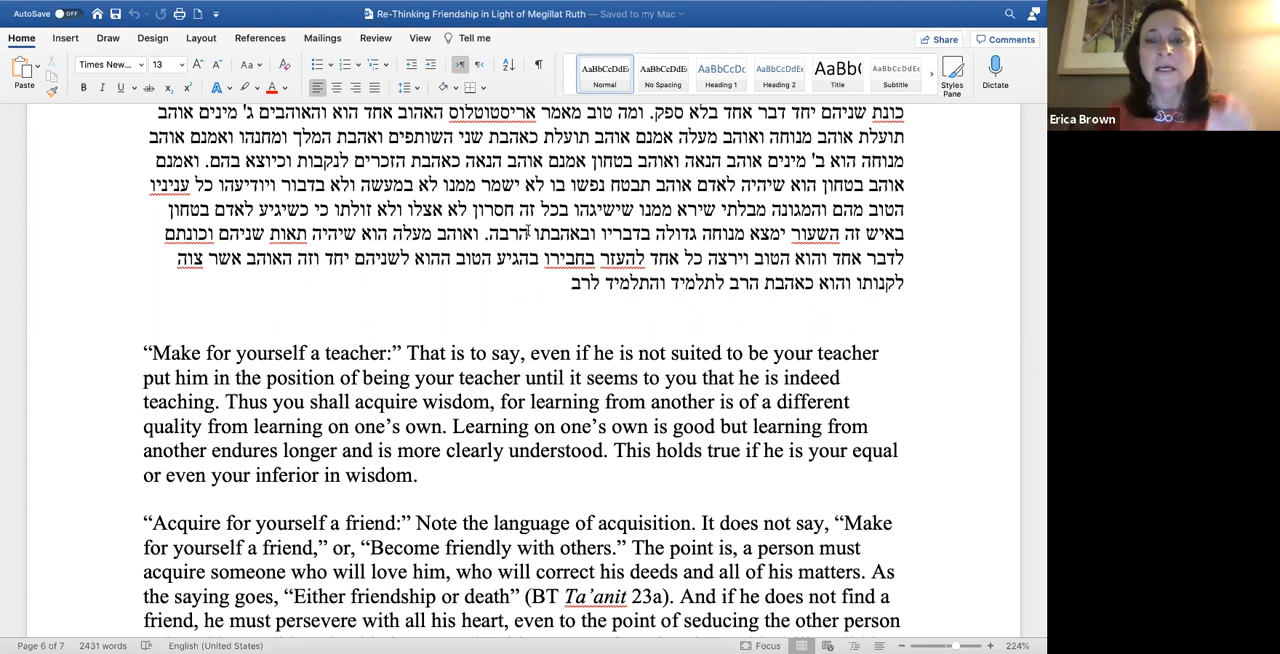 AutoSave OFF
Re-Thinking Friendship in Light of Megillat Ruth — Saved to my Mac
Home Insert Draw Design Layout References Mailings Review View Tell me Share Comments
Paste
Times New... 13
Aa
B I U ab x₂ x² A A
AaBbCcDdEe AaBbCcDdEe AaBbCcDc AaBbCcDdEe AaBb( AaBbCcDdEe
Normal No Spacing Heading 1 Heading 2 Title Subtitle
Styles Pane
Dictate
Erica Brown
כונת שניהם יחד דבר אחד בלא ספק. ומה טוב מאמר אריסטוטלוס האהוב אחד הוא והאוהבים ג' מינים אוהב
תועלת אוהב מנוחה ואוהב מעלה אמנם אוהב תועלת כאהבת שני השותפים ואהבת המלך ומחנהו ואמנם אוהב
מנוחה הוא ב' מינים אוהב הנאה ואוהב בטחון אמנם אוהב הנאה כאהבת הזכרים לנקבות וכיוצא בהם. ואמנם
אוהב בטחון הוא שיהיה לאדם אוהב תבטח נפשו בו לא ישמר ממנו לא במעשה ולא בדבור ויודיעהו כל עניניו
הטוב מהם והמגונה מבלתי שירא ממנו שישיגהו בכל זה חסרון לא אצלו ולא זולתו כי כשיגיע לאדם בטחון
באיש זה השעור ימצא מנוחה גדולה בדבריו ובאהבתו הרבה. ואוהב מעלה הוא שיהיה תאות שניהם וכונתם
לדבר אחד והוא הטוב וירצה כל אחד להעזר בחבירו בהגיע הטוב ההוא לשניהם יחד וזה האוהב אשר צוה
לקנותו והוא כאהבת הרב לתלמיד והתלמיד לרב
“Make for yourself a teacher:” That is to say, even if he is not suited to be your teacher
put him in the position of being your teacher until it seems to you that he is indeed
teaching. Thus you shall acquire wisdom, for learning from another is of a different
quality from learning on one’s own. Learning on one’s own is good but learning from
another endures longer and is more clearly understood. This holds true if he is your equal
or even your inferior in wisdom.
“Acquire for yourself a friend:” Note the language of acquisition. It does not say, “Make
for yourself a friend,” or, “Become friendly with others.” The point is, a person must
acquire someone who will love him, who will correct his deeds and all of his matters. As
the saying goes, “Either friendship or death” (BT Ta’anit 23a). And if he does not find a
friend, he must persevere with all his heart, even to the point of seducing the other person
Page 6 of 7 2431 words English (United States) Focus 224%